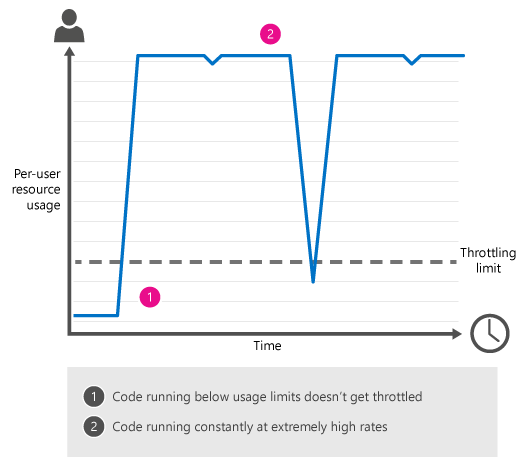 2
Per-user
resource
usage
Throttling
limit
1
Time
1 Code running below usage limits doesn't get throttled
2 Code running constantly at extremely high rates